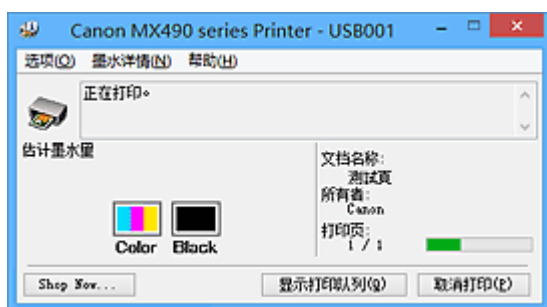 Canon MX490 series Printer - USB001
选项(O) 墨水详情(N) 帮助(H)
正在打印。
估计墨水量
文档名称:
测试页
所有者:
Canon
打印页:
1 / 1
Color Black
Shop Now...
显示打印队列(Q)
取消打印(P)